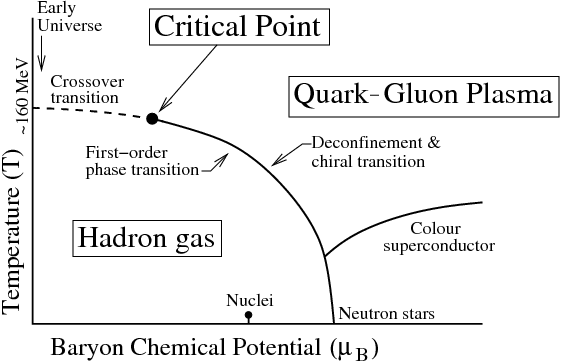 Early
Universe
Critical Point
Crossover
transition
Quark-Gluon Plasma
~160 MeV
First-order
phase transition
Deconfinement &
chiral transition
Temperature (T)
Hadron gas
Colour
superconductor
Nuclei
Neutron stars
Baryon Chemical Potential (μB)